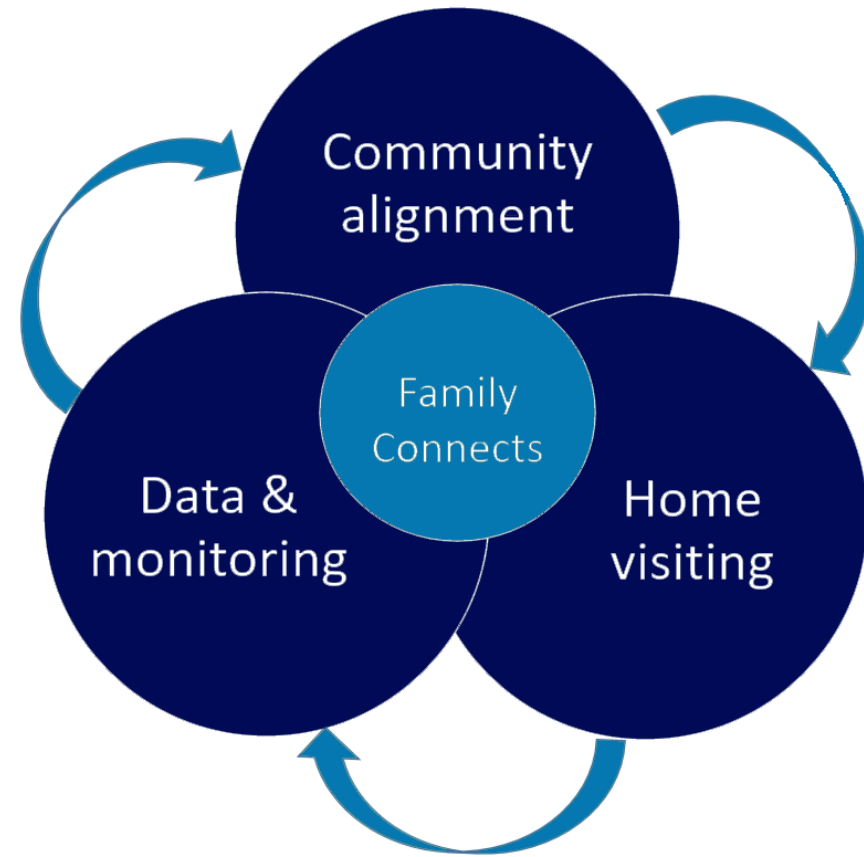 Community
alignment
Family
Connects
Data &
monitoring
Home
visiting